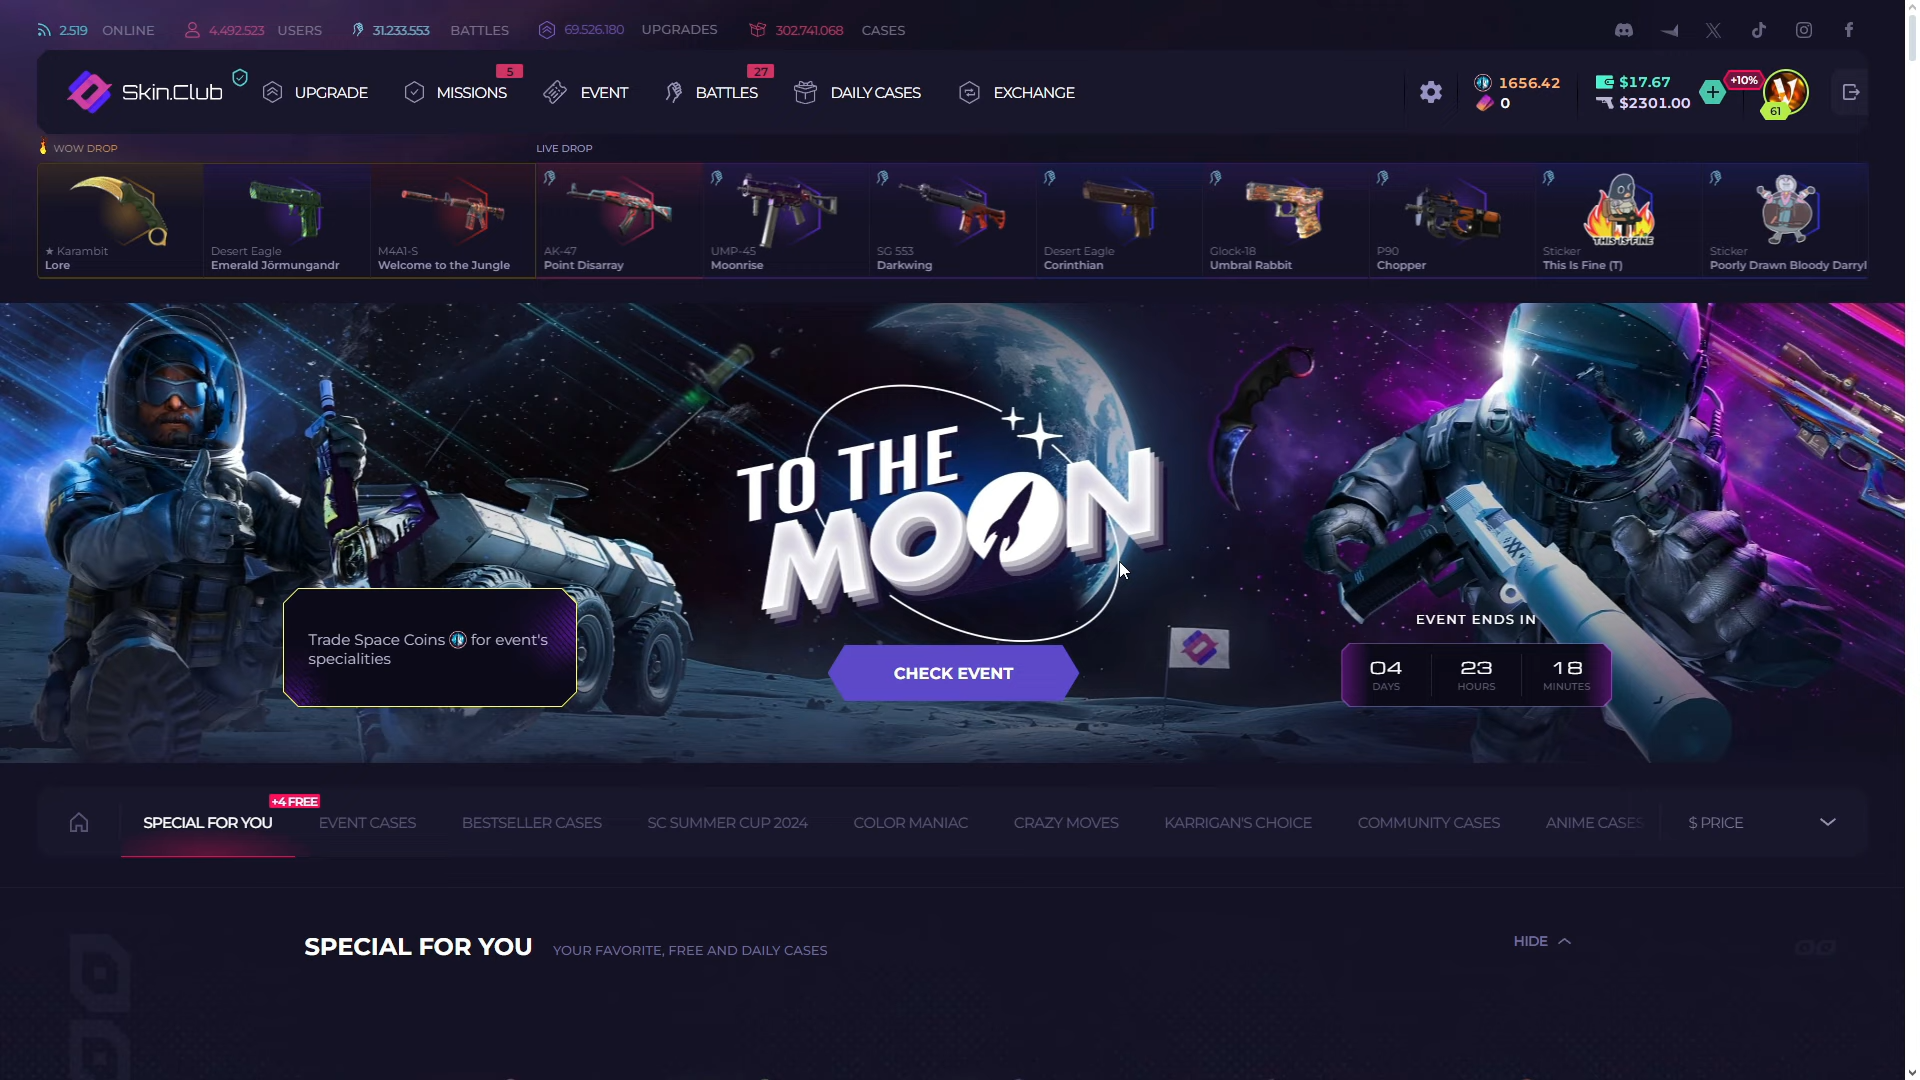 2.519 ONLINE 4.492.523 USERS 31.233.553 BATTLES 69.526.180 UPGRADES 302.741.068 CASES
Skin.Club UPGRADE MISSIONS 5 EVENT BATTLES 27 DAILY CASES EXCHANGE
1656.42 $17.67 +10%
0 $2301.00 61
WOW DROP LIVE DROP
★ Karambit Desert Eagle M4A1-S AK-47 UMP-45 SG 553 Desert Eagle Glock-18 P90 Sticker Sticker
Lore Emerald Jörmungandr Welcome to the Jungle Point Disarray Moonrise Darkwing Corinthian Umbral Rabbit Chopper This Is Fine (T) Poorly Drawn Bloody Darryl
THIS IS FINE
TO THE
MOON
Trade Space Coins for event's
specialities
CHECK EVENT
EVENT ENDS IN
04 23 18
DAYS HOURS MINUTES
+4 FREE
SPECIAL FOR YOU EVENT CASES BESTSELLER CASES SC SUMMER CUP 2024 COLOR MANIAC CRAZY MOVES KARRIGAN'S CHOICE COMMUNITY CASES ANIME CASES $ PRICE
SPECIAL FOR YOU YOUR FAVORITE, FREE AND DAILY CASES HIDE